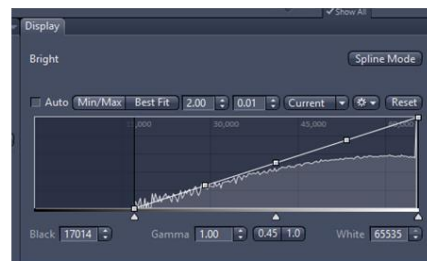 Show All
Display
Bright Spline Mode
Auto Min/Max Best Fit 2.00 0.01 Current Reset
30,000 45,000
Black 17014 Gamma 1.00 0.45 1.0 White 65535